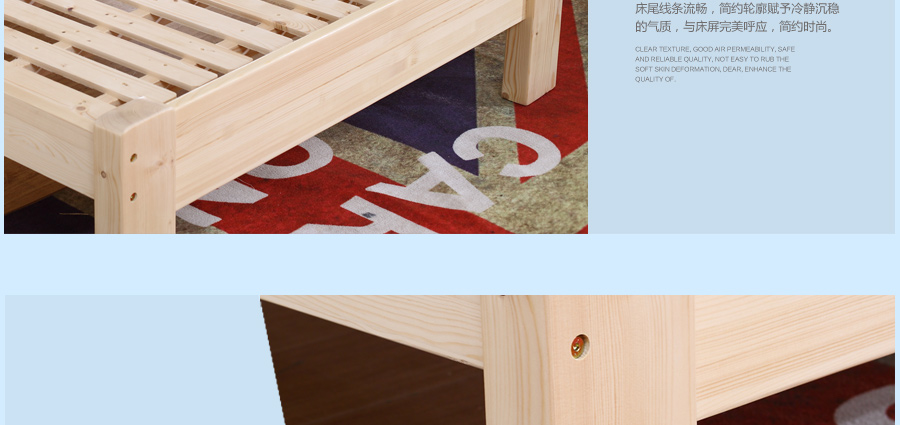 床尾线条流畅，简约轮廓赋予冷静沉稳
的气质，与床屏完美呼应，简约时尚。
CLEAR TEXTURE, GOOD AIR PERMEABILITY, SAFE
AND RELIABLE QUALITY, NOT EASY TO RUB THE
SOFT SKIN DEFORMATION, DEAR, ENHANCE THE
QUALITY OF.
CA